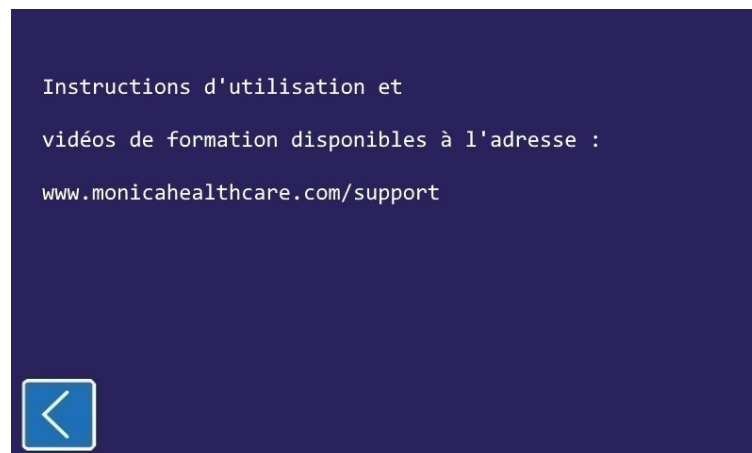 Instructions d'utilisation et
vidéos de formation disponibles à l'adresse :
www.monicahealthcare.com/support